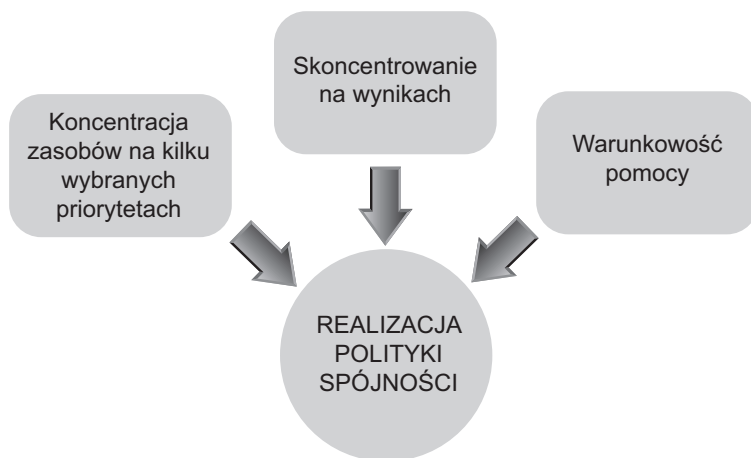 Koncentracja
zasobów na kilku
wybranych
priorytetach
Skoncentrowanie
na wynikach
Warunkowość
pomocy
REALIZACJA
POLITYKI
SPÓJNOŚCI